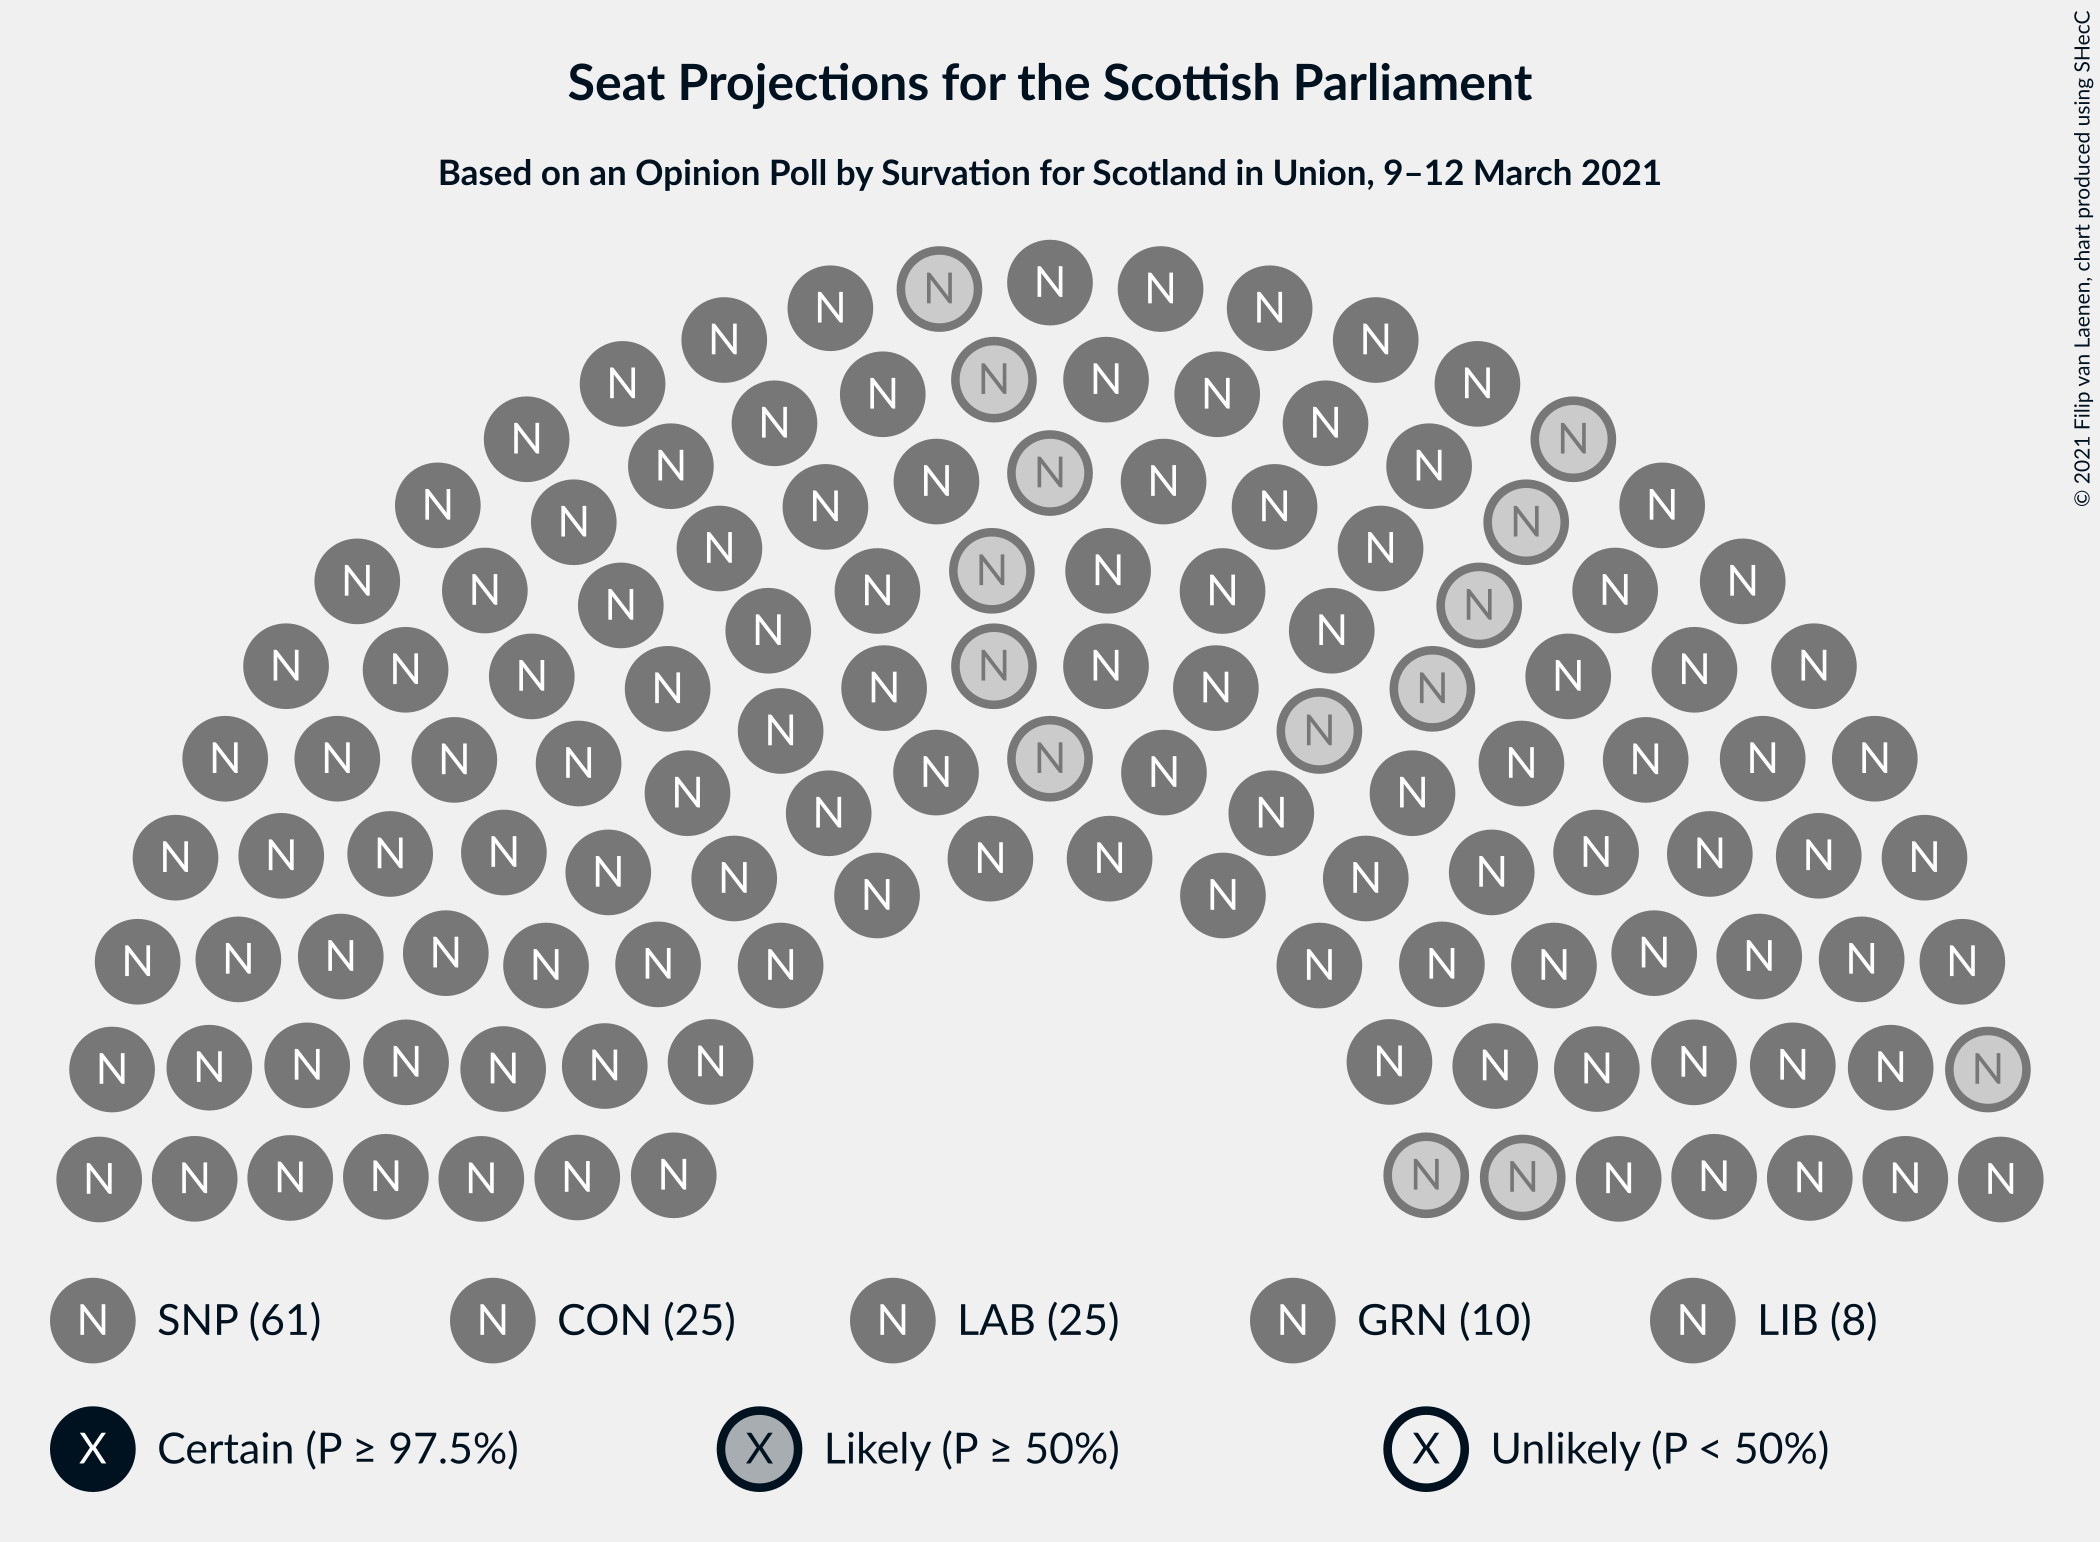 Seat Projections for the Scottish Parliament
Based on an Opinion Poll by Survation for Scotland in Union, 9–12 March 2021
© 2021 Filip van Laenen, chart produced using SHecC
N N N N N N N N N N N N N N N N N N N N N N N N N N N N N N N N N N N N N N N N N N N N N N N N N N N N N N N N N N N N N N N N N N N N N N N N N N N N N N N N N N N N N N N N N N N N N N N N N N N N N N N N N N N N N N N N N N N N N N N N N N N N N N N N N
N SNP (61) N CON (25) N LAB (25) N GRN (10) N LIB (8)
X Certain (P ≥ 97.5%) X Likely (P ≥ 50%) X Unlikely (P < 50%)